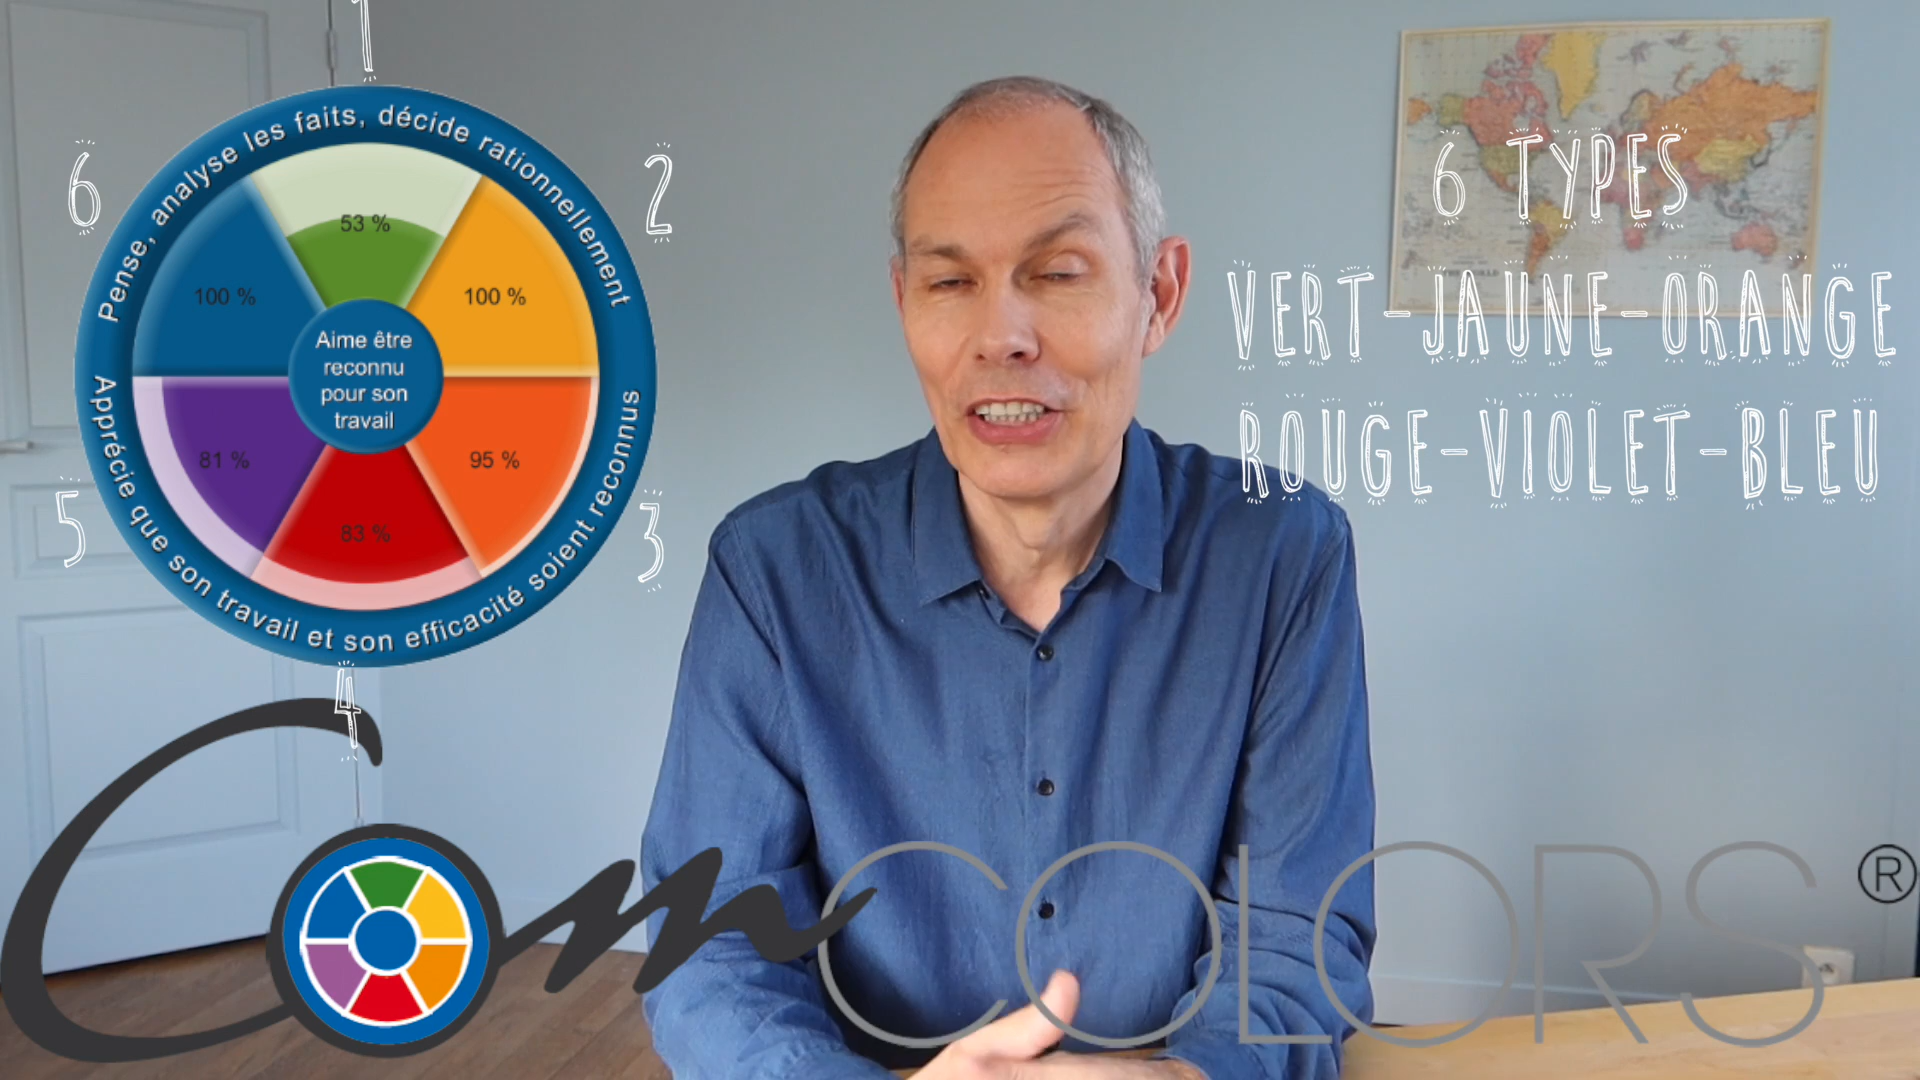 1
6
2
Pense, analyse les faits, décide rationnellement
53 %
100 %
100 %
Aime être
reconnu
pour son
travail
81 %
95 %
83 %
Apprécie que son travail et son efficacité soient reconnus
5
3
4
6 TYPES
VERT-JAUNE-ORANGE
ROUGE-VIOLET-BLEU
ComCOLORS®